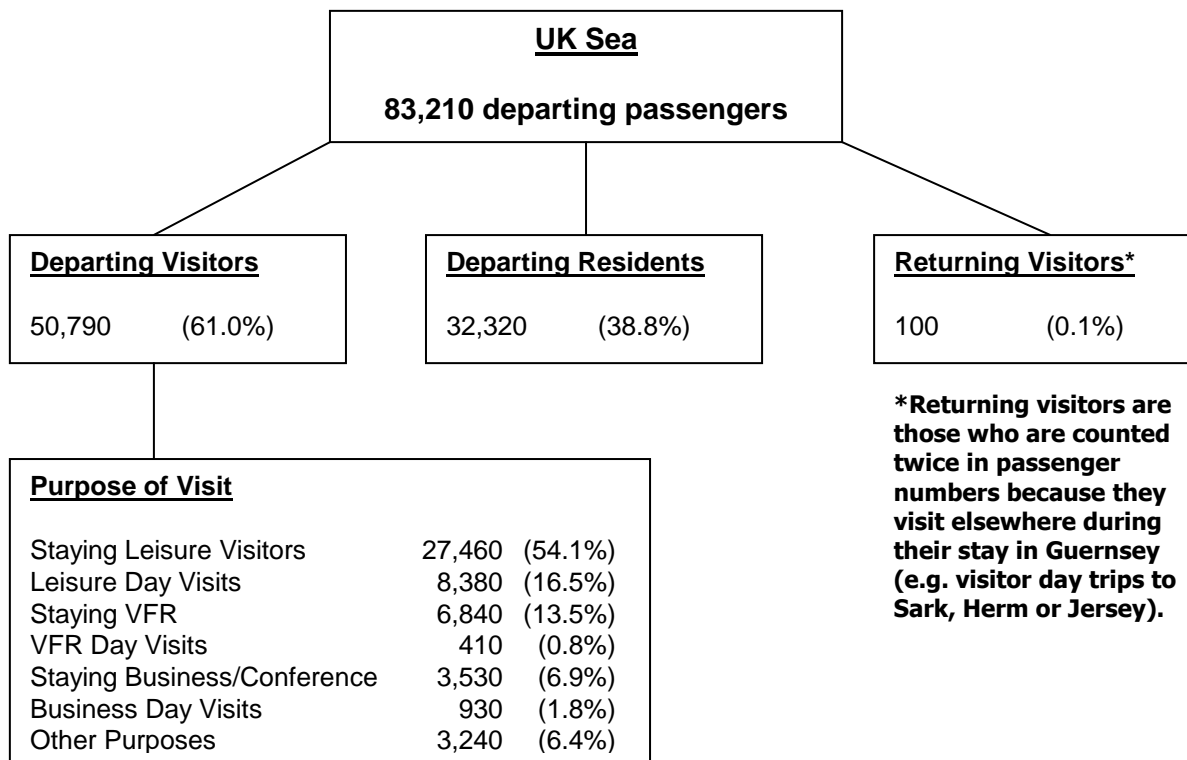 UK Sea
83,210 departing passengers
Departing Visitors
50,790 (61.0%)
Departing Residents
32,320 (38.8%)
Returning Visitors*
100 (0.1%)
*Returning visitors are
those who are counted
twice in passenger
numbers because they
visit elsewhere during
their stay in Guernsey
(e.g. visitor day trips to
Sark, Herm or Jersey).
Purpose of Visit
Staying Leisure Visitors 27,460 (54.1%)
Leisure Day Visits 8,380 (16.5%)
Staying VFR 6,840 (13.5%)
VFR Day Visits 410 (0.8%)
Staying Business/Conference 3,530 (6.9%)
Business Day Visits 930 (1.8%)
Other Purposes 3,240 (6.4%)